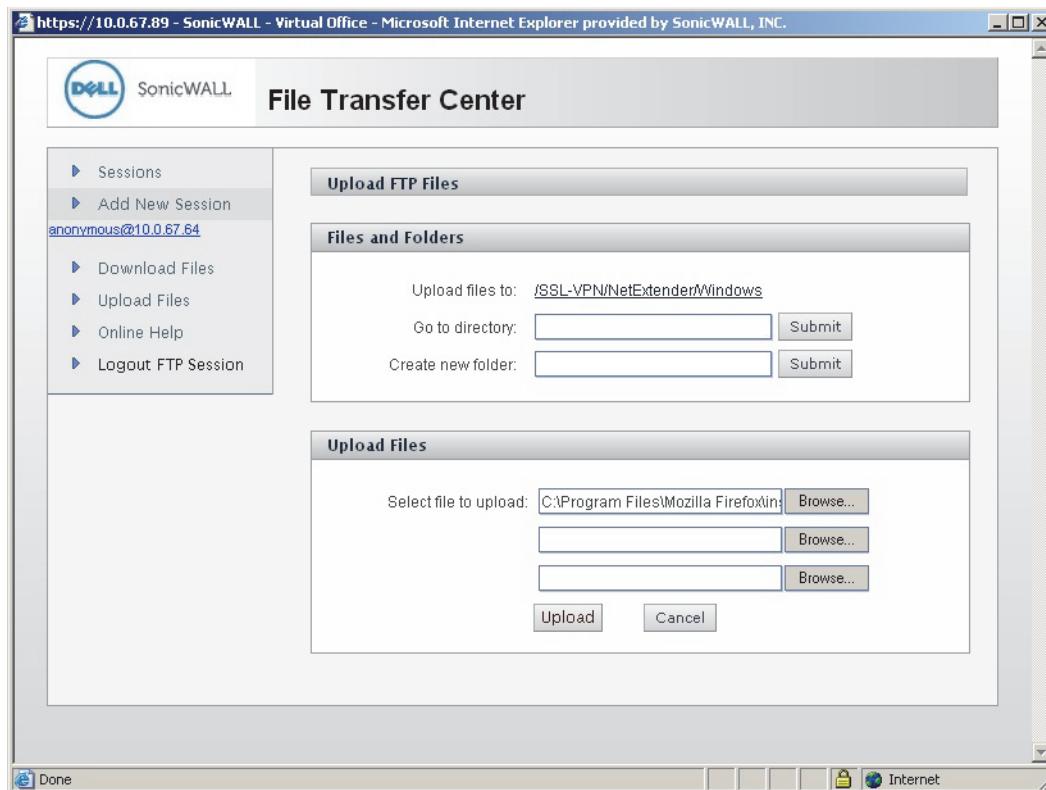 https://10.0.67.89 - SonicWALL - Virtual Office - Microsoft Internet Explorer provided by SonicWALL, INC.
DELL SonicWALL File Transfer Center
Sessions
Add New Session
anonymous@10.0.67.64
Download Files
Upload Files
Online Help
Logout FTP Session
Upload FTP Files
Files and Folders
Upload files to: /SSL-VPN/NetExtender/Windows
Go to directory: Submit
Create new folder: Submit
Upload Files
Select file to upload: C:\Program Files\Mozilla Firefox\ins Browse...
Browse...
Browse...
Upload Cancel
Done Internet